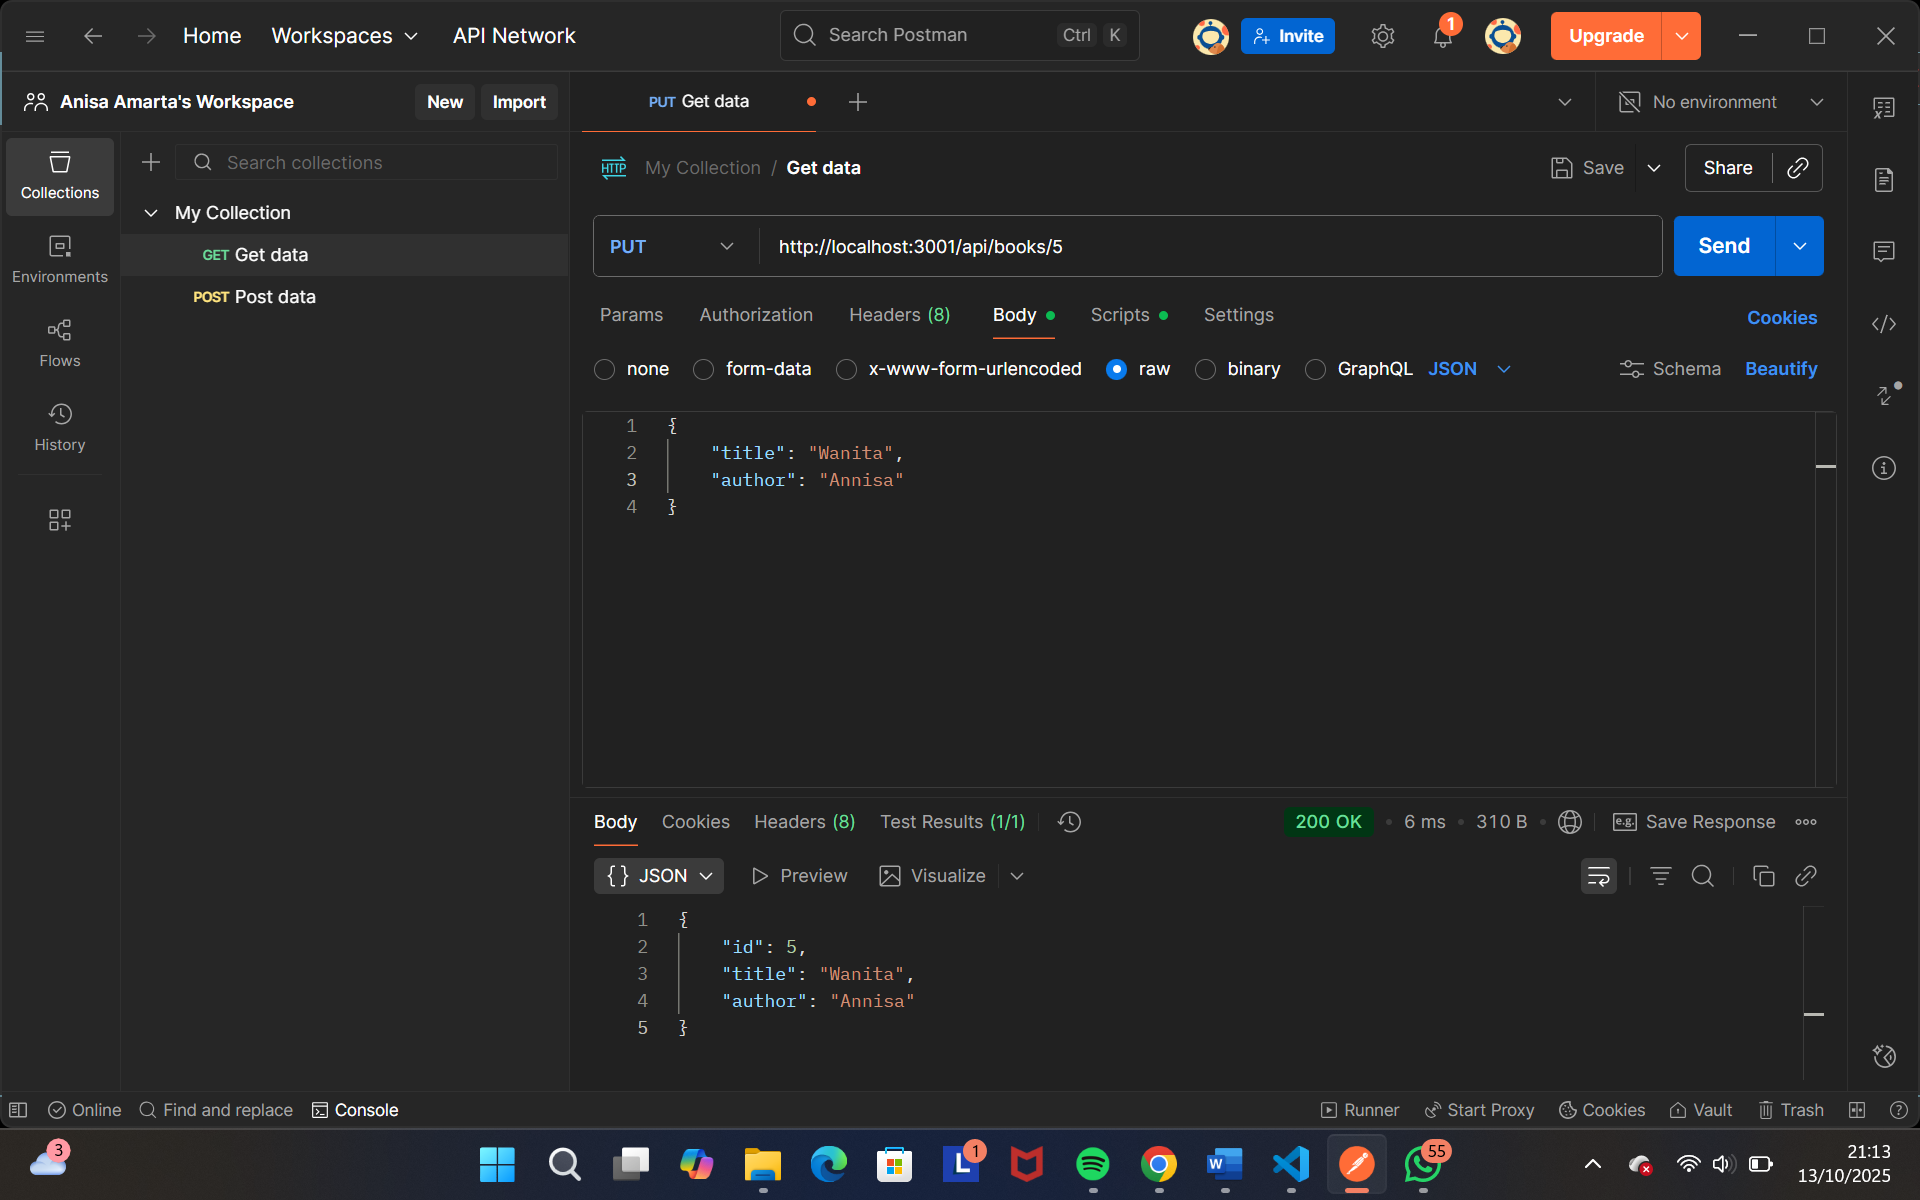 Home Workspaces API Network Search Postman Ctrl K Invite 1 Upgrade
Anisa Amarta's Workspace New Import PUT Get data No environment
Collections
Environments
Flows
History
Search collections
My Collection
GET Get data
POST Post data
HTTP My Collection / Get data Save Share
PUT http://localhost:3001/api/books/5 Send
Params Authorization Headers (8) Body Scripts Settings Cookies
none form-data x-www-form-urlencoded raw binary GraphQL JSON Schema Beautify
1 {
2 "title": "Wanita",
3 "author": "Annisa"
4 }
Body Cookies Headers (8) Test Results (1/1) 200 OK • 6 ms • 310 B • e.g. Save Response
{} JSON Preview Visualize
1 {
2 "id": 5,
3 "title": "Wanita",
4 "author": "Annisa"
5 }
Online Find and replace Console Runner Start Proxy Cookies Vault Trash
3 L 1 W 55 21:13
13/10/2025